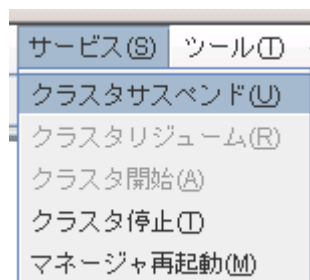 サービス(S) ツール(T)
クラスタサスペンド(U)
クラスタリジューム(R)
クラスタ開始(A)
クラスタ停止(T)
マネージャ再起動(M)